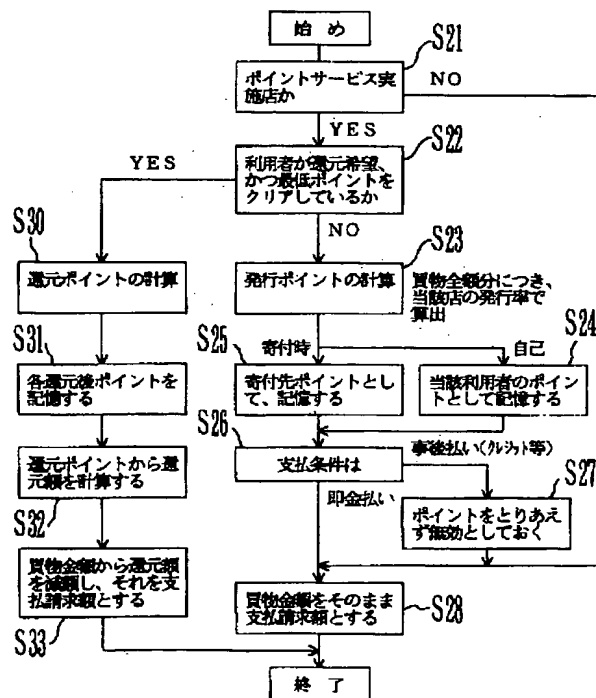 始め
S21
ポイントサービス実
施店か
NO
YES
S22
利用者が還元希望、
かつ最低ポイントを
クリアしているか
YES
NO
S30
還元ポイントの計算
S23
発行ポイントの計算
買物全額分につき、
当該店の発行率で
算出
S31
各還元後ポイントを
記憶する
S25
寄付時
自己
S24
寄付先ポイントとし
て、記憶する
当該利用者のポイン
トとして記憶する
還元ポイントから還
元額を計算する
S32
S26
支払条件は
事後払い(クレジット等)
即金払い
S27
ポイントをとりあえ
ず無効としておく
買物金額から還元額
を減額し、それを支
払請求額とする
S33
買物金額をそのまま
支払請求額とする
S28
終了